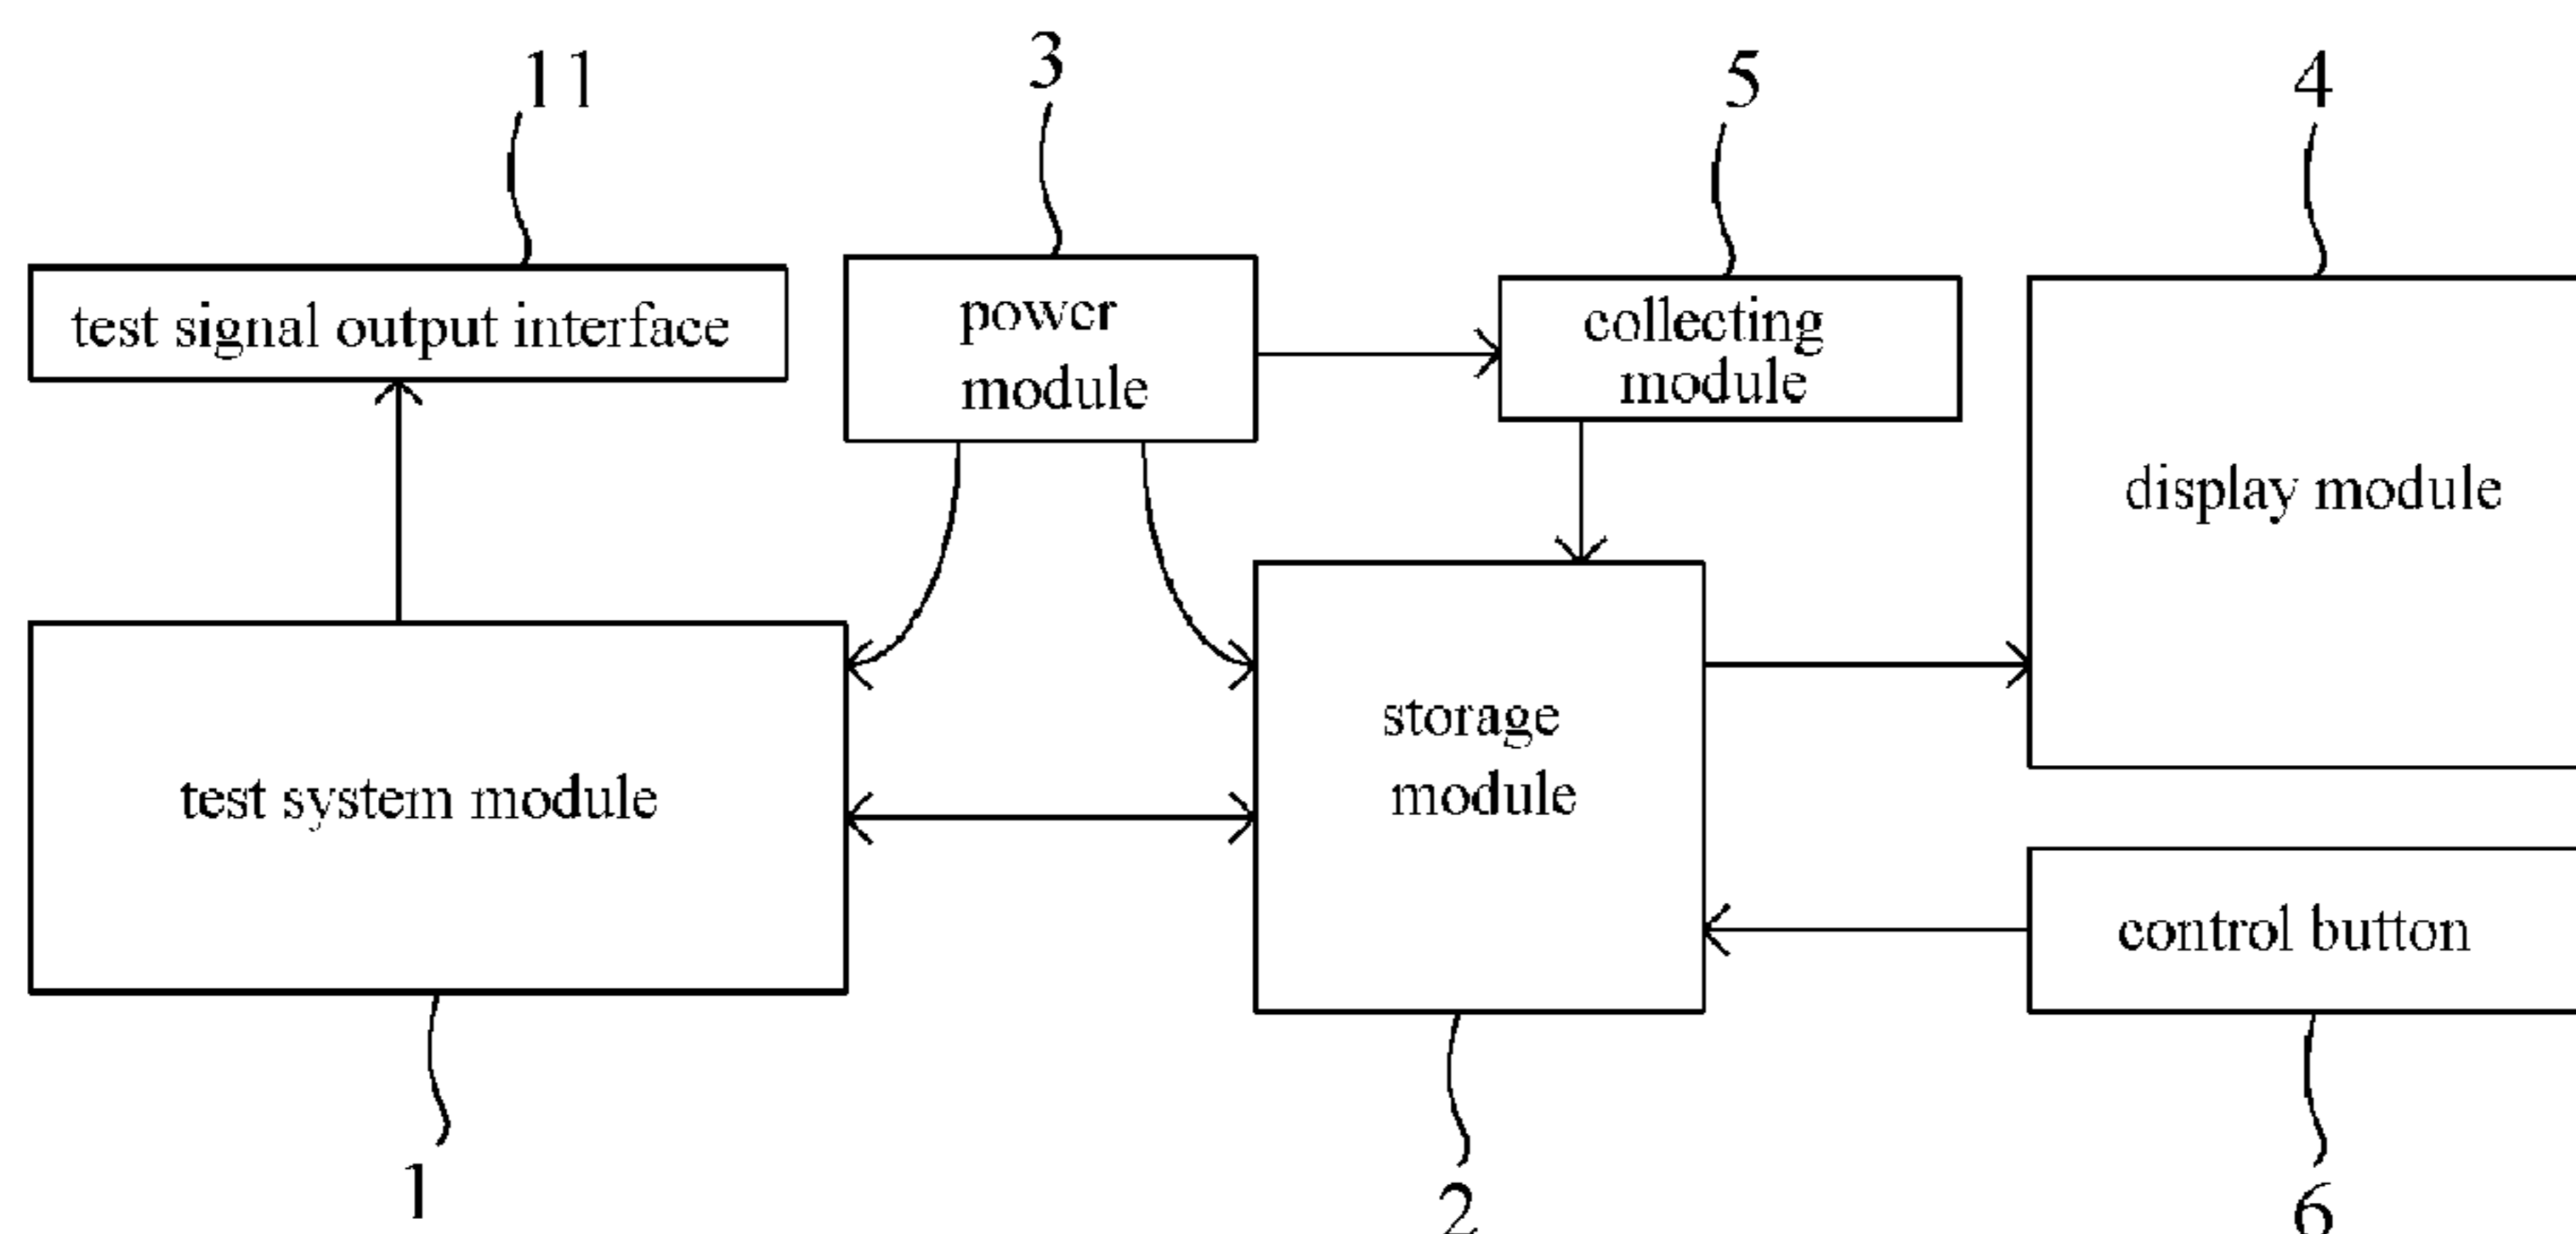 11
3
5
4
test signal output interface
power
module
collecting
module
display module
storage
module
test system module
control button
1
2
6